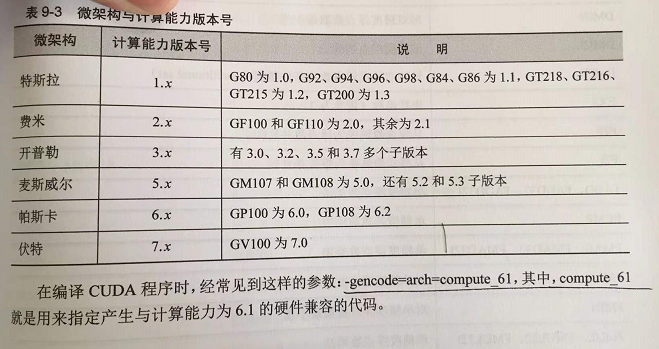 表 9-3 微架构与计算能力版本号
微架构 计算能力版本号 说 明
特斯拉 1.x G80 为 1.0，G92、G94、G96、G98、G84、G86 为 1.1，GT218、GT216、
GT215 为 1.2，GT200 为 1.3
费米 2.x GF100 和 GF110 为 2.0，其余为 2.1
开普勒 3.x 有 3.0、3.2、3.5 和 3.7 多个子版本
麦斯威尔 5.x GM107 和 GM108 为 5.0，还有 5.2 和 5.3 子版本
帕斯卡 6.x GP100 为 6.0，GP108 为 6.2
伏特 7.x GV100 为 7.0
在编译 CUDA 程序时，经常见到这样的参数：-gencode=arch=compute_61，其中，compute_61
就是用来指定产生与计算能力为 6.1 的硬件兼容的代码。